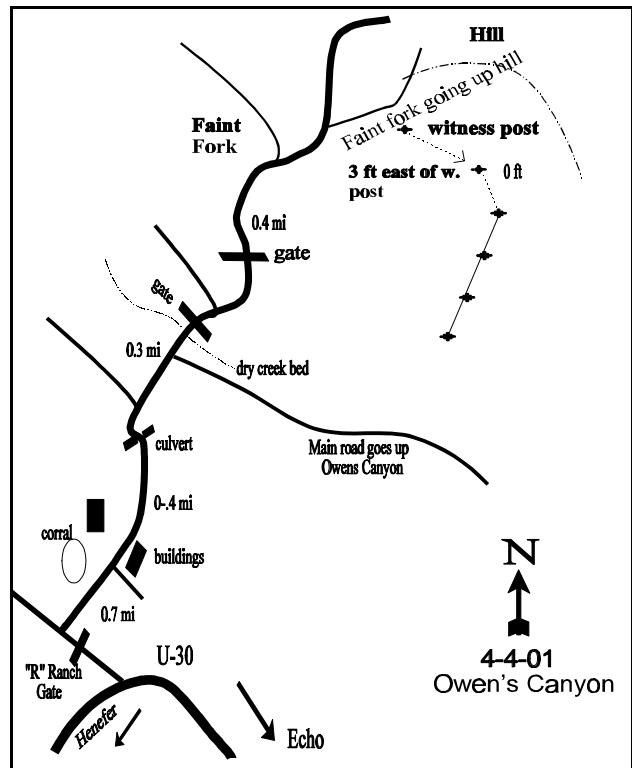 Hill
Faint fork going up hill
Faint
Fork
witness post
3 ft east of w.
post
0 ft
0.4 mi
gate
gate
0.3 mi
dry creek bed
culvert
Main road goes up
Owens Canyon
0-.4 mi
corral
buildings
0.7 mi
N
4-4-01
Owen's Canyon
"R" Ranch
Gate
U-30
Henefer
Echo